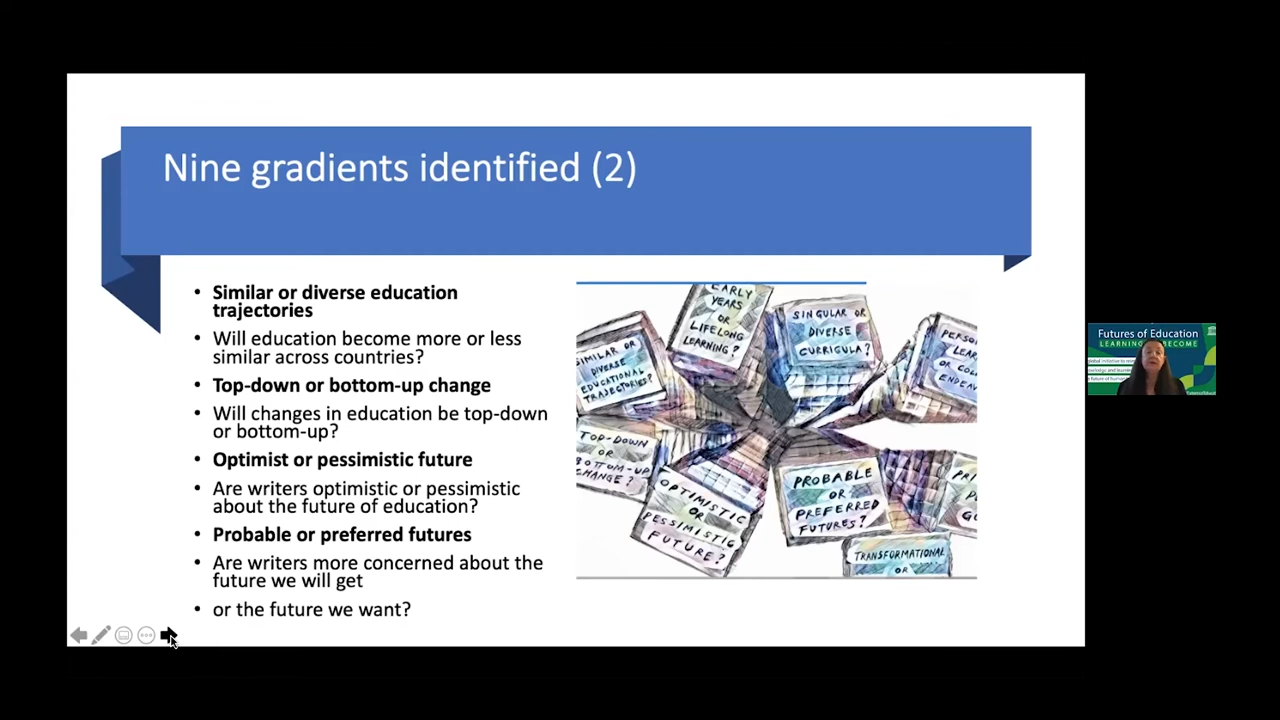 Nine gradients identified (2)
• Similar or diverse education
trajectories
• Will education become more or less
similar across countries?
• Top-down or bottom-up change
• Will changes in education be top-down
or bottom-up?
• Optimist or pessimistic future
• Are writers optimistic or pessimistic
about the future of education?
• Probable or preferred futures
• Are writers more concerned about the
future we will get
• or the future we want?
EARLY
YEARS
OR
LIFELONG
LEARNING?
SINGULAR OR
DIVERSE
CURRICULA?
SIMILAR OR
DIVERSE
EDUCATIONAL
TRAJECTORIES?
TOP-DOWN
OR
BOTTOM-UP
CHANGE?
OPTIMISTIC
OR
PESSIMISTIC
FUTURE?
PROBABLE
OR
PREFERRED
FUTURES?
TRANSFORMATIONAL
OR
Futures of Education